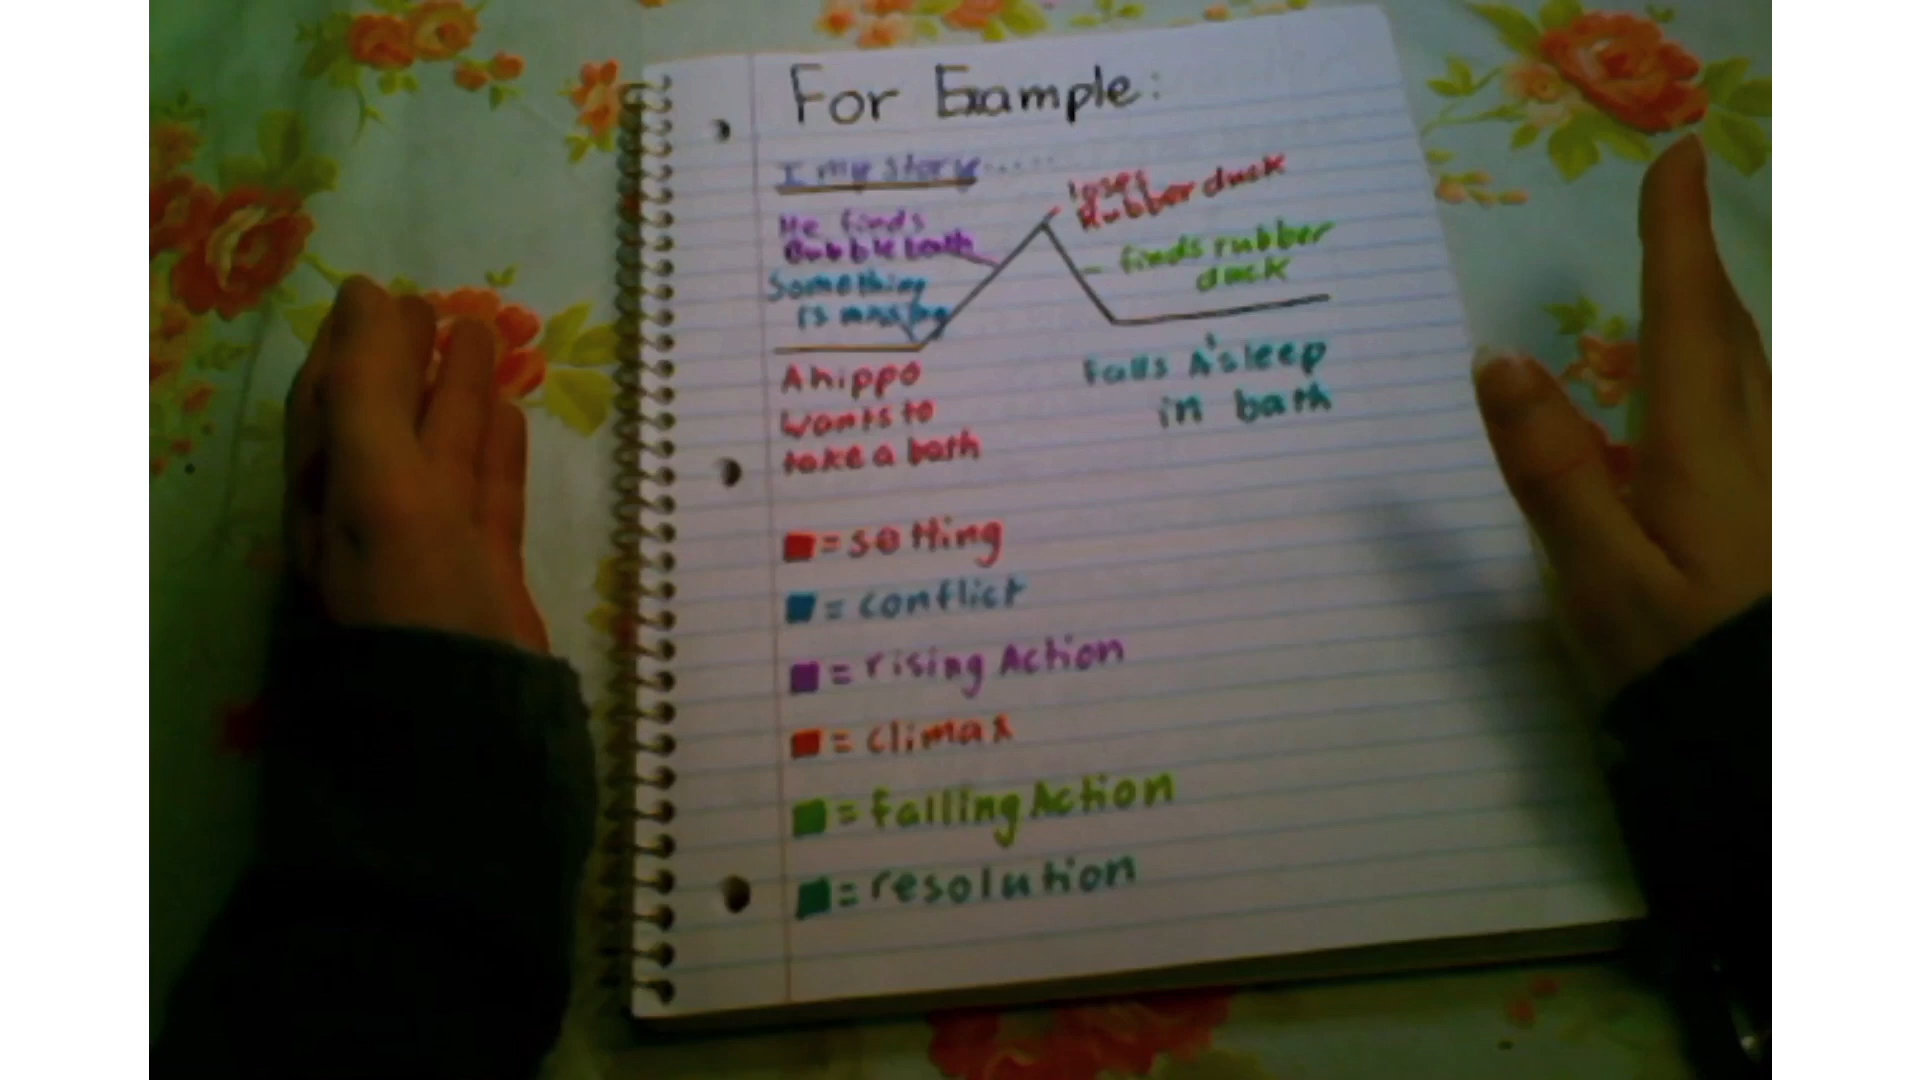 For Example:
I my story.....
loses
Rubber duck
He finds
Bubble bath
finds rubber
duck
Something
is missing
A hippo
wants to
take a bath
Falls Asleep
in bath
= setting
= conflict
= rising Action
= climax
= falling Action
= resolution